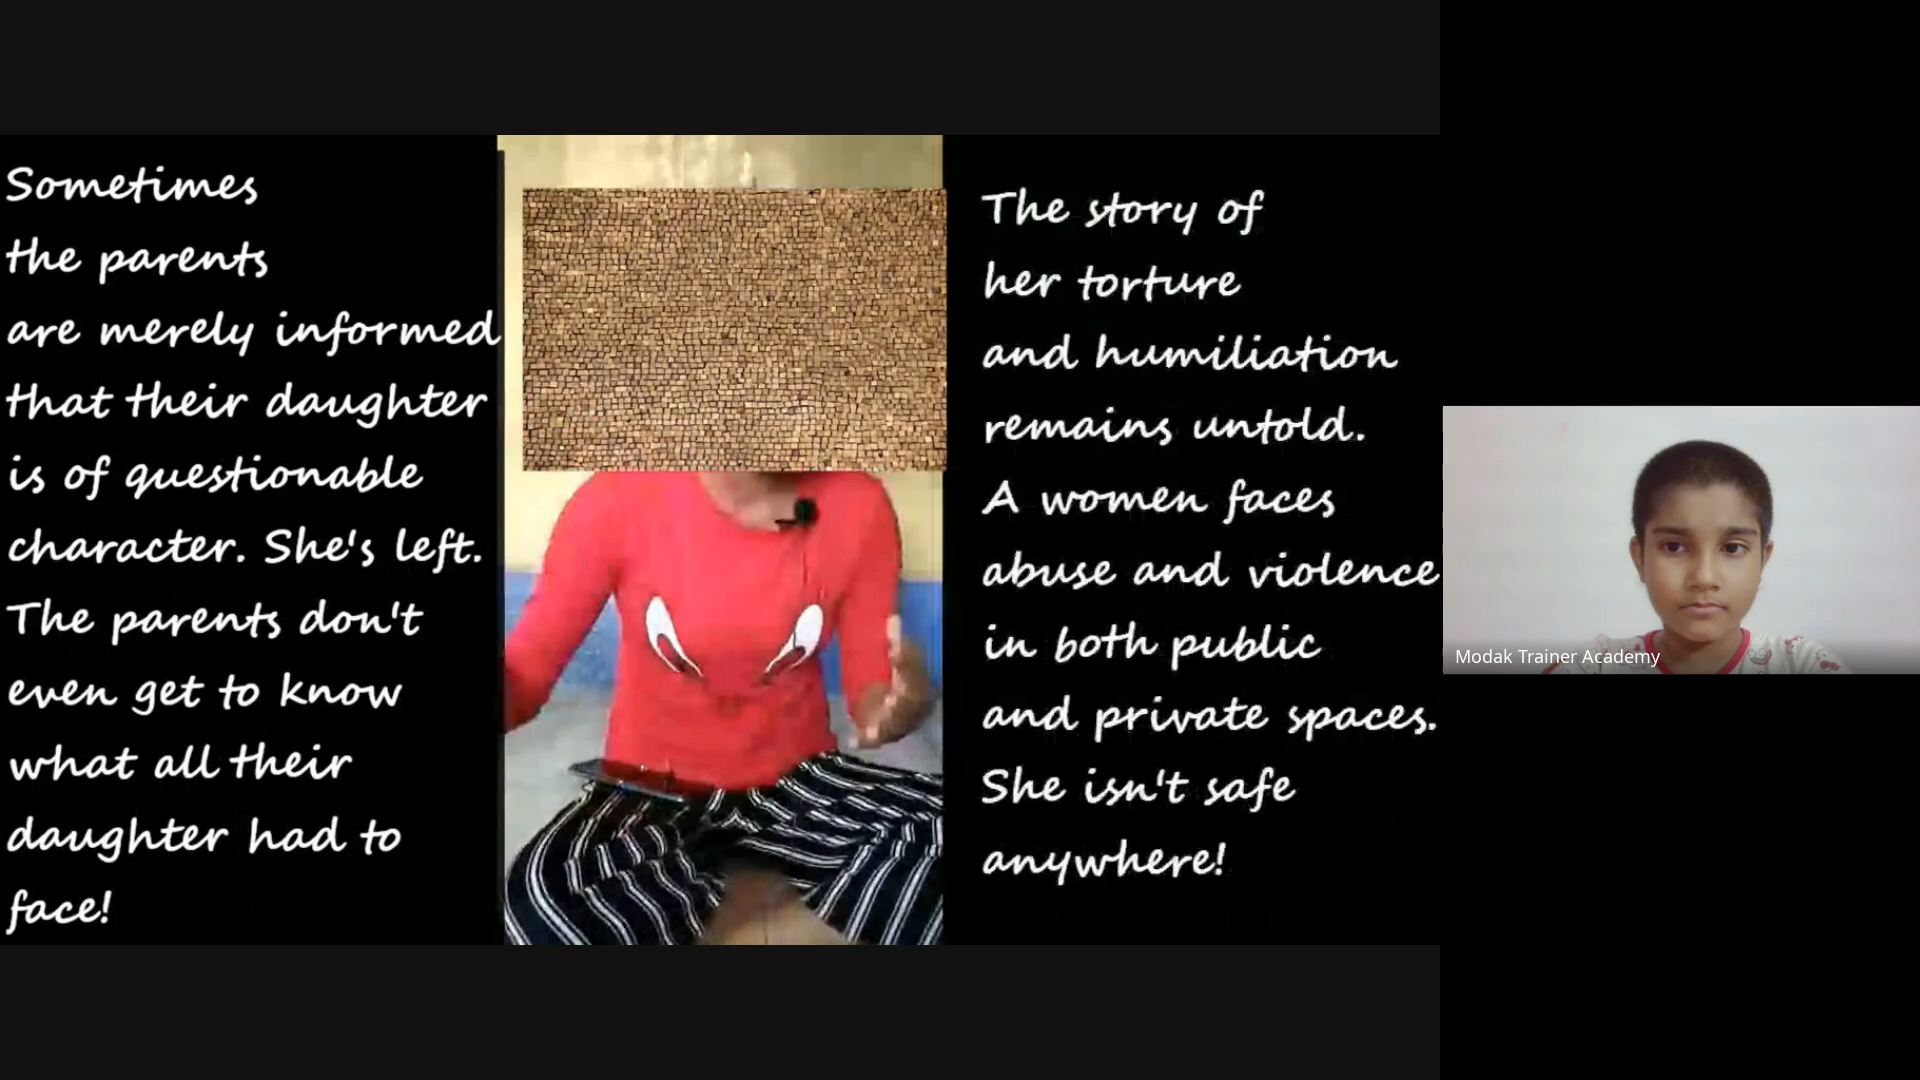 Sometimes
the parents
are merely informed
that their daughter
is of questionable
character. She's left.
The parents don't
even get to know
what all their
daughter had to
face!
The story of
her torture
and humiliation
remains untold.
A women faces
abuse and violence
in both public
and private spaces.
She isn't safe
anywhere!
Modak Trainer Academy